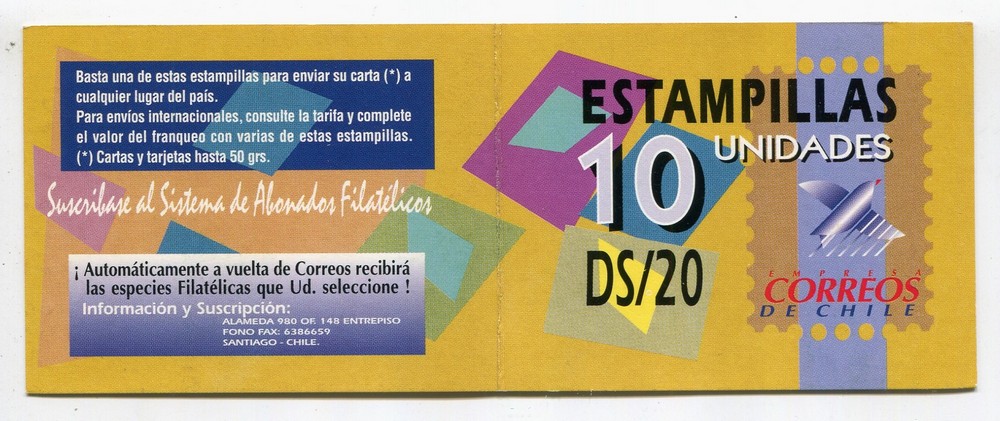 Basta una de estas estampillas para enviar su carta (*) a
cualquier lugar del país.
Para envíos internacionales, consulte la tarifa y complete
el valor del franqueo con varias de estas estampillas.
(*) Cartas y tarjetas hasta 50 grs.
Suscribase al Sistema de Abonados Filatélicos
¡ Automáticamente a vuelta de Correos recibirá
las especies Filatélicas que Ud. seleccione !
Información y Suscripción:
ALAMEDA 980 OF. 148 ENTREPISO
FONO FAX: 6386659
SANTIAGO - CHILE.
ESTAMPILLAS
10 UNIDADES
DS/20
EMPRESA
CORREOS
DE CHILE